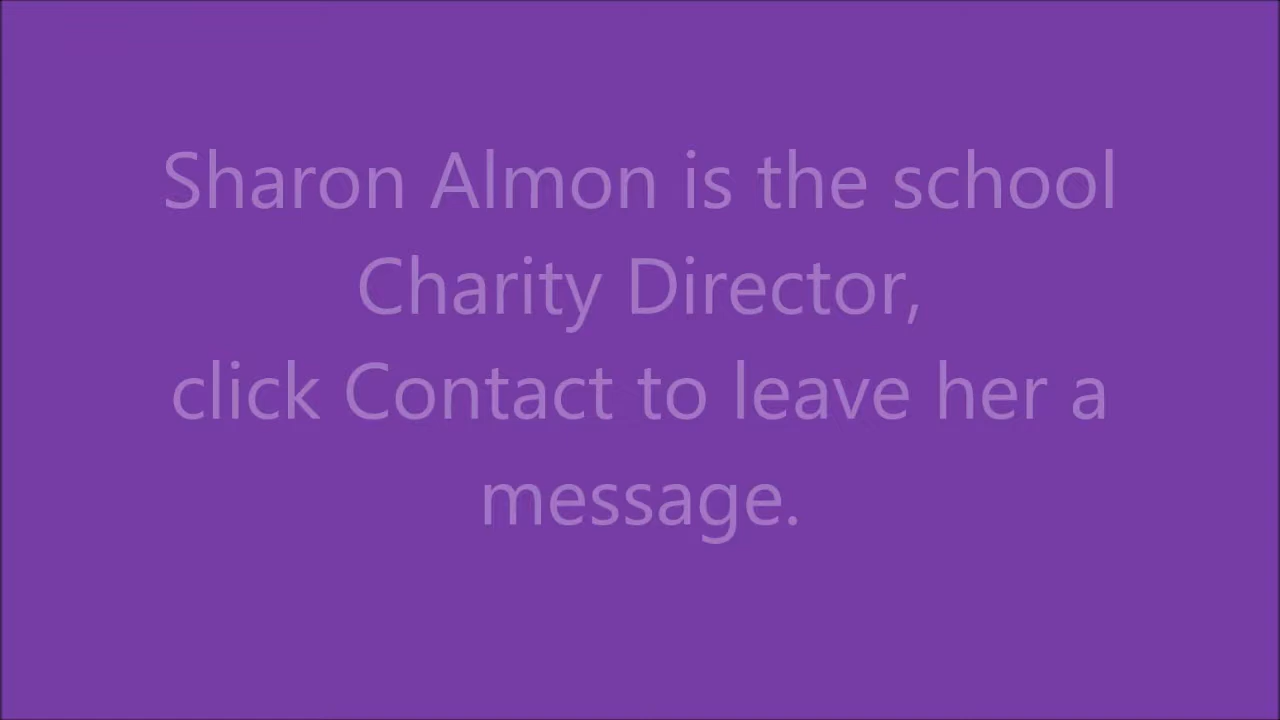 Sharon Almon is the school
Charity Director,
click Contact to leave her a
message.